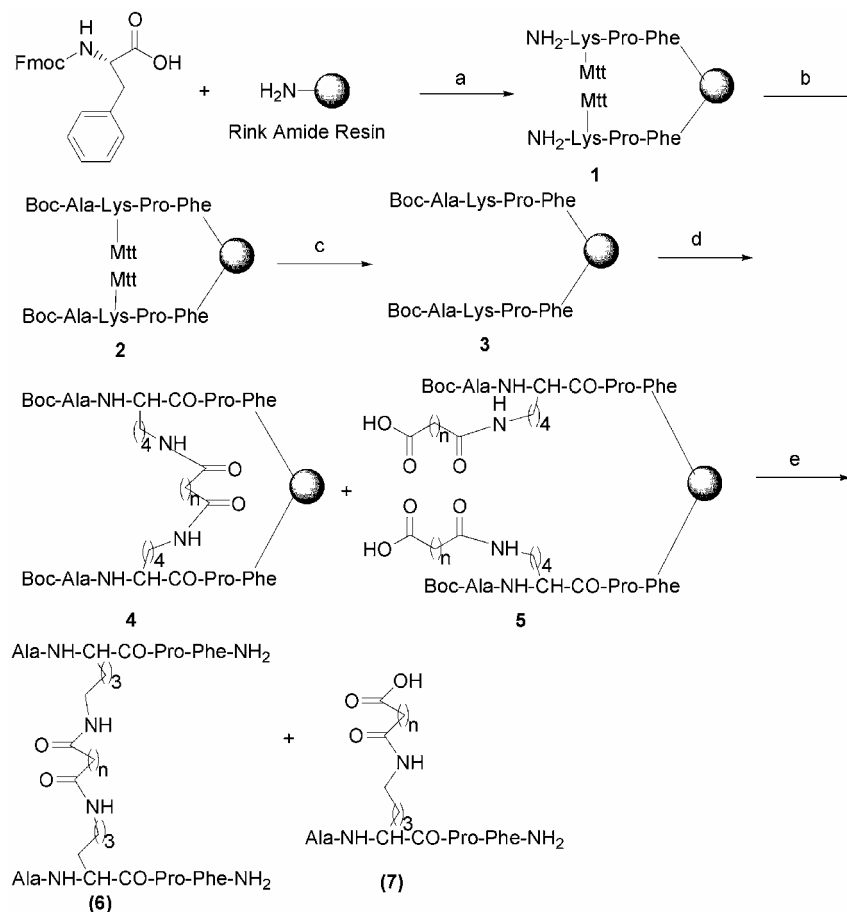 H
N
O
Fmoc
OH
+
H₂N
Rink Amide Resin
a
NH₂-Lys-Pro-Phe
Mtt
Mtt
NH₂-Lys-Pro-Phe
1
b
Boc-Ala-Lys-Pro-Phe
Mtt
Mtt
Boc-Ala-Lys-Pro-Phe
2
c
Boc-Ala-Lys-Pro-Phe
Boc-Ala-Lys-Pro-Phe
3
d
Boc-Ala-NH-CH-CO-Pro-Phe
( )4 NH
O
( )n
O
NH
( )4
Boc-Ala-NH-CH-CO-Pro-Phe
4
+
Boc-Ala-NH-CH-CO-Pro-Phe
HO ( )n H
N ( )4
O O
O O
HO ( )n NH ( )4
Boc-Ala-NH-CH-CO-Pro-Phe
5
e
Ala-NH-CH-CO-Pro-Phe-NH₂
( )3
NH
O
( )n
O
NH
( )3
Ala-NH-CH-CO-Pro-Phe-NH₂
(6)
+
OH
O
( )n
O
NH
( )3
Ala-NH-CH-CO-Pro-Phe-NH₂
(7)